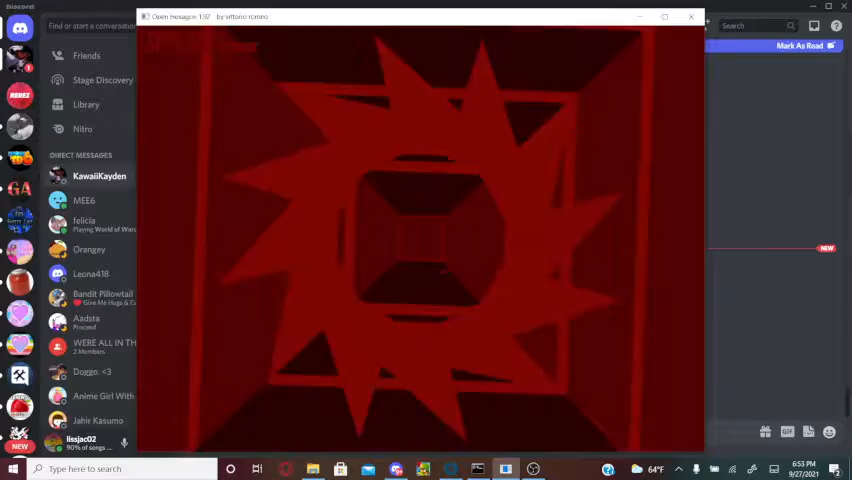 Discord
Open Hexagon 1.97 by vittorio romeo
Find or start a conversation
Search
Mark As Read
Friends
Stage Discovery
Library
Nitro
DIRECT MESSAGES
KawaiiKayden
MEE6
felicia
Playing World of Warc
Orangey
Leona418
Bandit Pillowtail
Give Me Hugs & C
Aadsta
Proceed
WERE ALL IN TH
2 Members
Doggo. <3
Anime Girl With
Jahir Kasumo
lissjac02
90% of songs
NEW
NEW
GIF
Type here to search
64°F
6:53 PM
9/27/2021
2